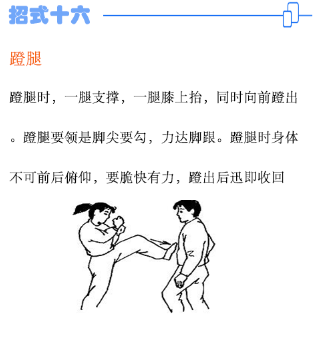 招式十六
蹬腿
蹬腿时，一腿支撑，一腿膝上抬，同时向前蹬出
。蹬腿要领是脚尖要勾，力达脚跟。蹬腿时身体
不可前后俯仰，要脆快有力，蹬出后迅即收回